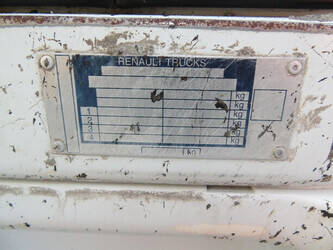 RENAULT TRUCKS
kg
kg
1 kg
2 kg
3 kg
4 kg
kg